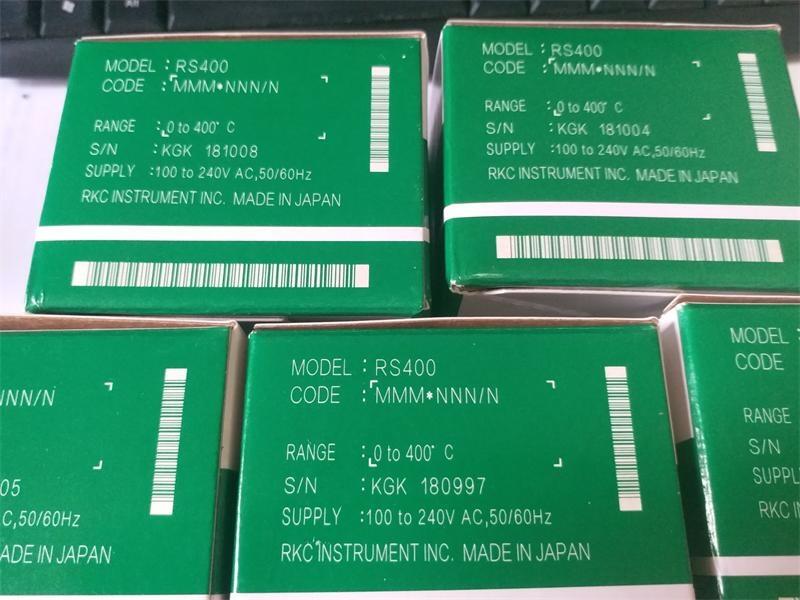 MODEL : RS400
CODE : MMM*NNN/N
RANGE : 0 to 400° C
S/N : KGK 181008
SUPPLY : 100 to 240V AC,50/60Hz
RKC INSTRUMENT INC. MADE IN JAPAN
MODEL : RS400
CODE : MMM*NNN/N
RANGE : 0 to 400° C
S/N : KGK 181004
SUPPLY : 100 to 240V AC,50/60Hz
RKC INSTRUMENT INC. MADE IN JAPAN
NNN/N
05
C,50/60Hz
ADE IN JAPAN
MODEL : RS400
CODE : MMM*NNN/N
RANGE : 0 to 400° C
S/N : KGK 180997
SUPPLY : 100 to 240V AC,50/60Hz
RKC INSTRUMENT INC. MADE IN JAPAN
MODEL :
CODE
RANGE
S/N
SUPPL
RKC I